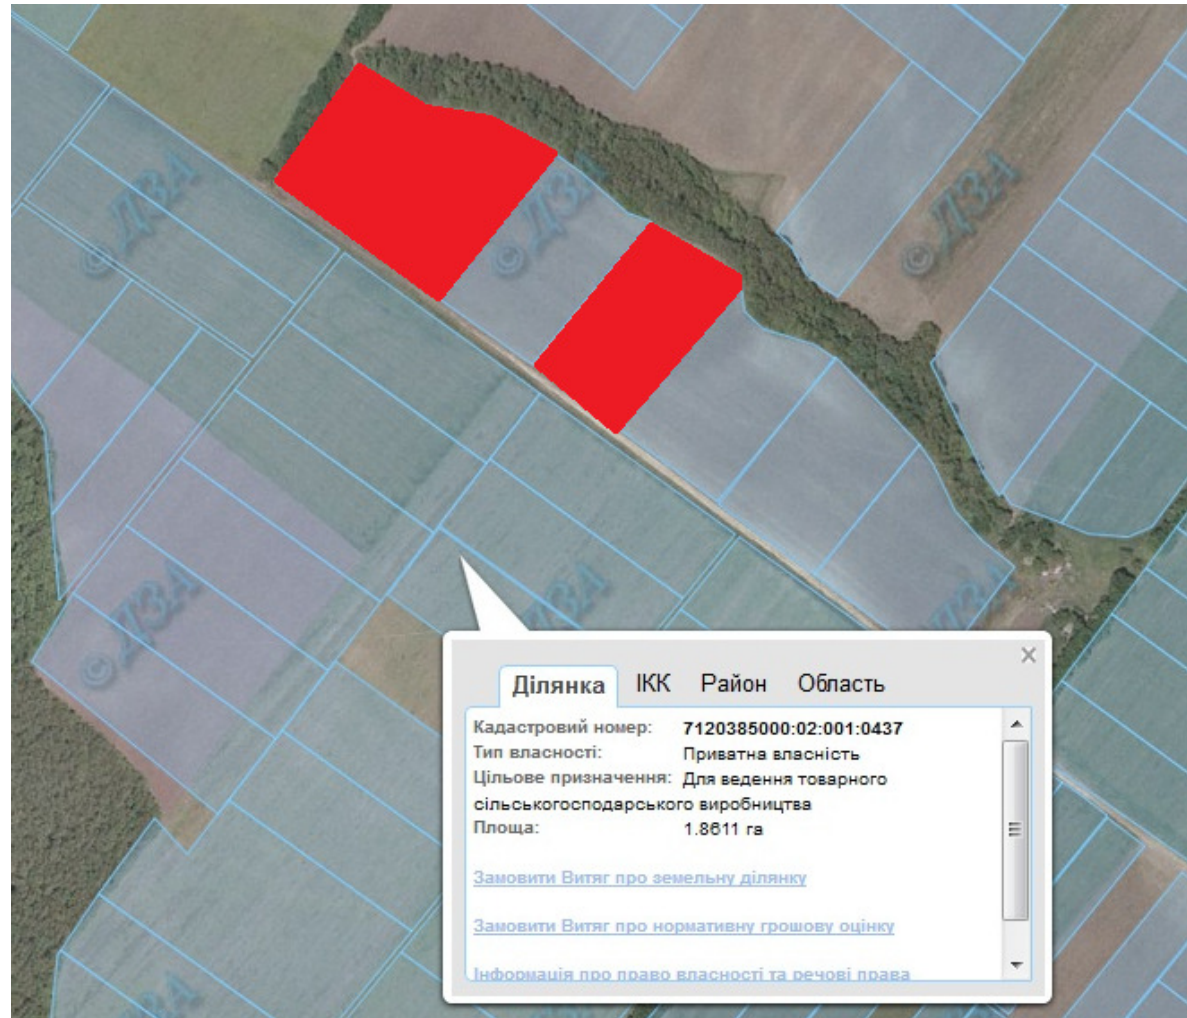 © ДЗА
© ДЗА
© ДЗА
© ДЗА
ДЗА
ДЗА
ДЗА
Ділянка ІКК Район Область
Кадастровий номер: 7120385000:02:001:0437
Тип власності: Приватна власність
Цільове призначення: Для ведення товарного
сільськогосподарського виробництва
Площа: 1.8611 га
Замовити Витяг про земельну ділянку
Замовити Витяг про нормативну грошову оцінку
Інформація про право власності та речові права